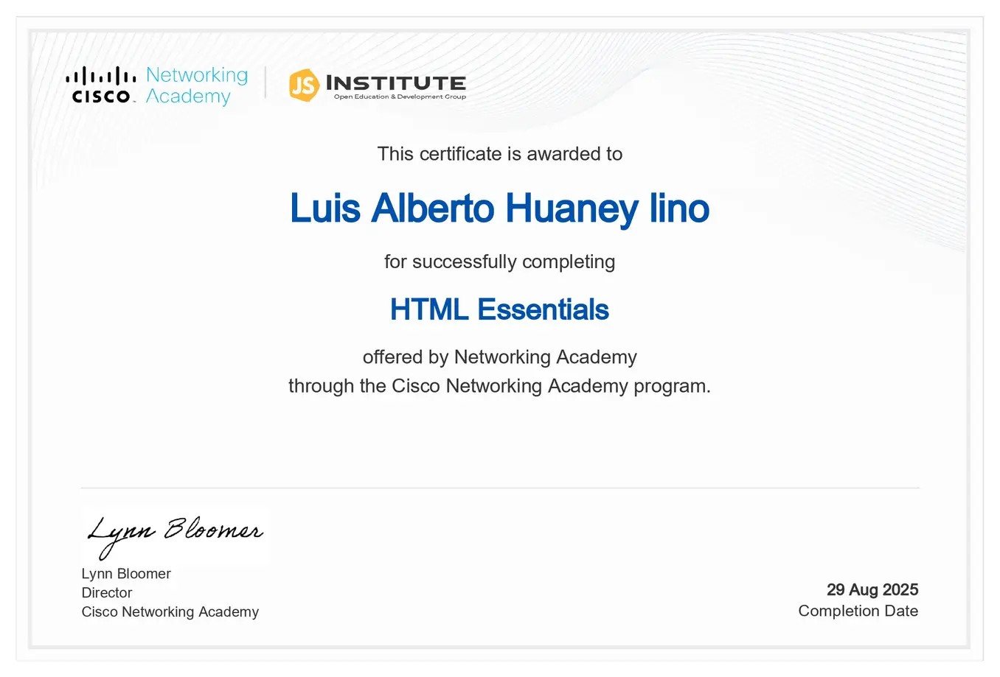 CISCO Networking Academy
JS INSTITUTE
Open Education & Development Group
This certificate is awarded to
Luis Alberto Huaney lino
for successfully completing
HTML Essentials
offered by Networking Academy
through the Cisco Networking Academy program.
Lynn Bloomer
Lynn Bloomer
Director
Cisco Networking Academy
29 Aug 2025
Completion Date